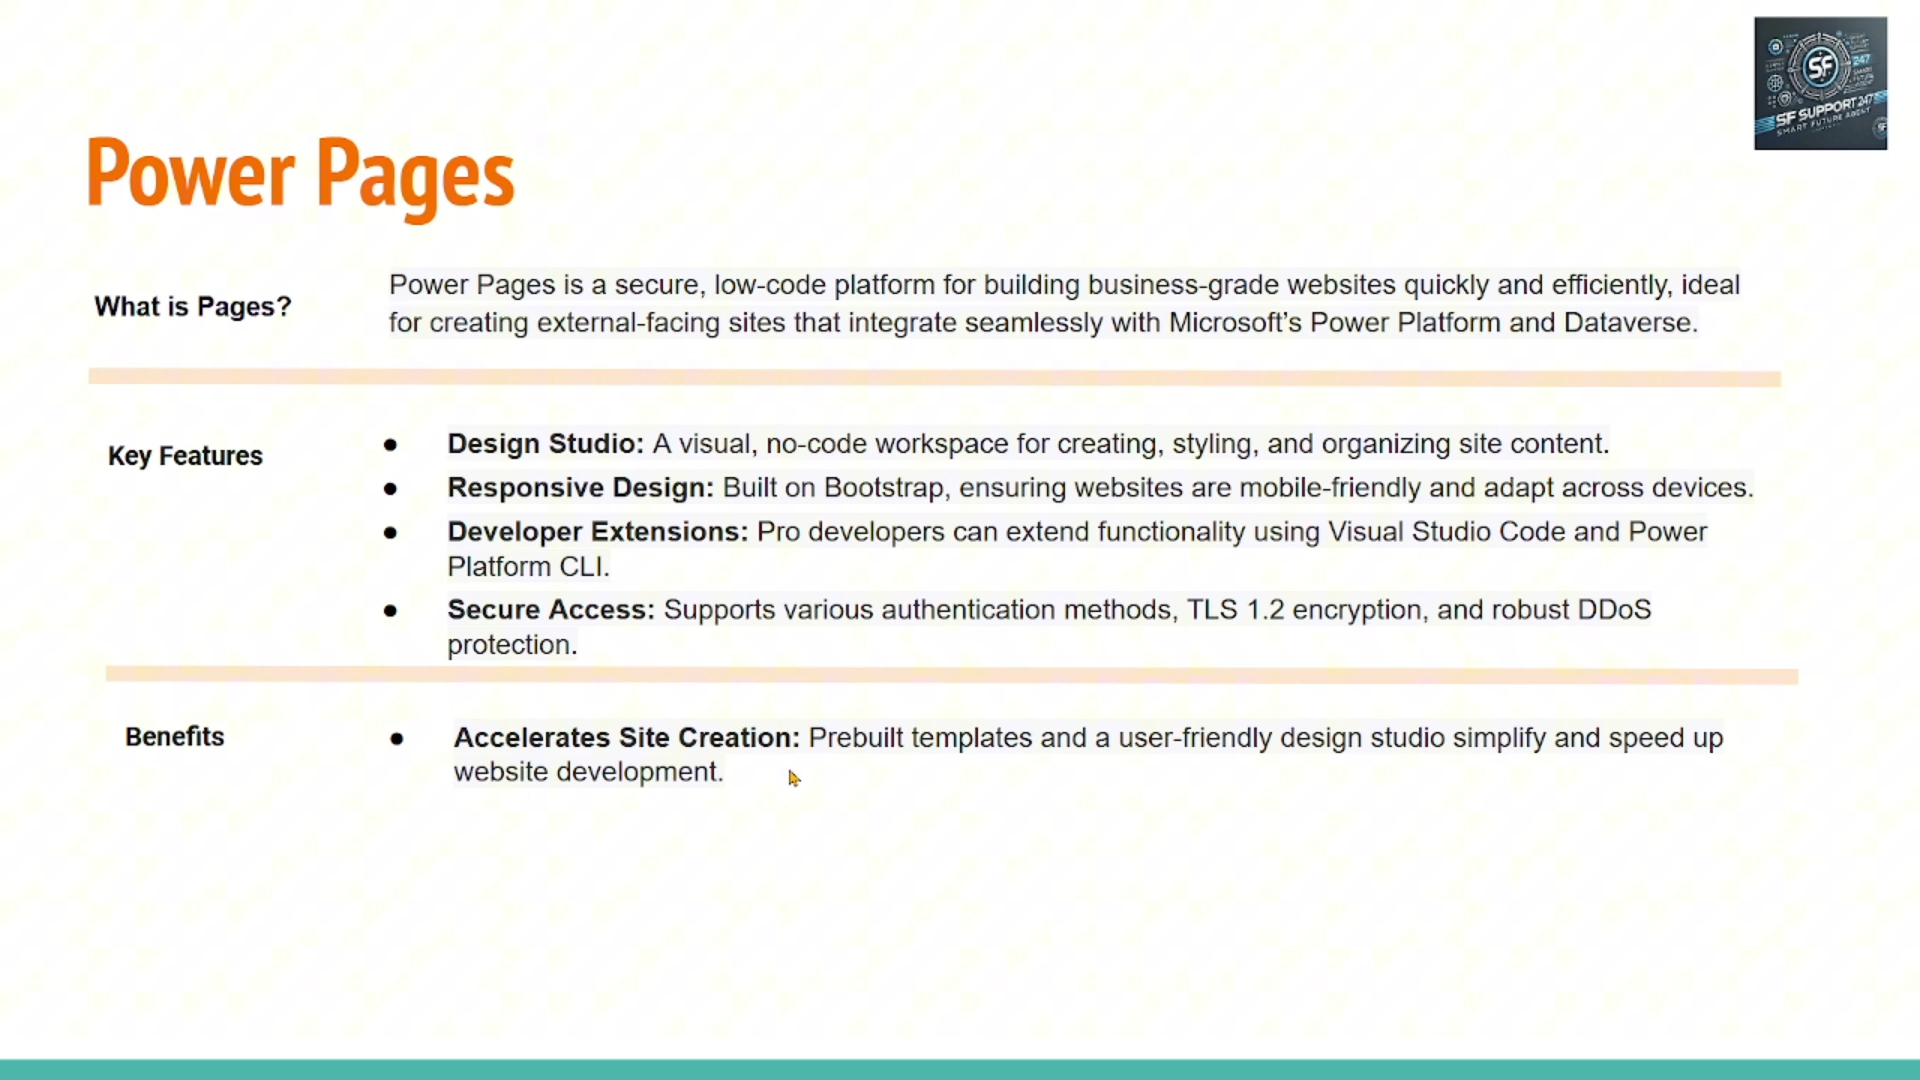 SF
247
SF SUPPORT 247
SMART FUTURE AGENT
Power Pages
What is Pages?
Power Pages is a secure, low-code platform for building business-grade websites quickly and efficiently, ideal
for creating external-facing sites that integrate seamlessly with Microsoft’s Power Platform and Dataverse.
Key Features
● Design Studio: A visual, no-code workspace for creating, styling, and organizing site content.
● Responsive Design: Built on Bootstrap, ensuring websites are mobile-friendly and adapt across devices.
● Developer Extensions: Pro developers can extend functionality using Visual Studio Code and Power
Platform CLI.
● Secure Access: Supports various authentication methods, TLS 1.2 encryption, and robust DDoS
protection.
Benefits
● Accelerates Site Creation: Prebuilt templates and a user-friendly design studio simplify and speed up
website development.